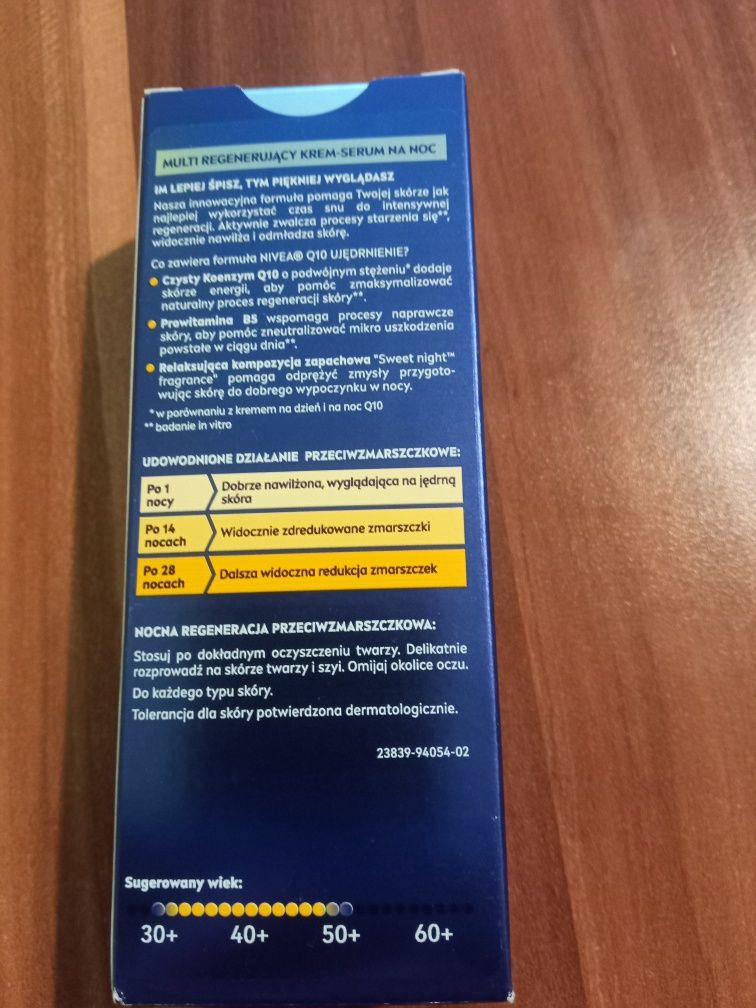 MULTI REGENERUJĄCY KREM-SERUM NA NOC
IM LEPIEJ ŚPISZ, TYM PIĘKNIEJ WYGLĄDASZ
Nasza innowacyjna formuła pomaga Twojej skórze jak
najlepiej wykorzystać czas snu do intensywnej
regeneracji. Aktywnie zwalcza procesy starzenia się**,
widocznie nawilża i odmładza skórę.
Co zawiera formuła NIVEA® Q10 UJĘDRNIENIE?
• Czysty Koenzym Q10 o podwójnym stężeniu* dodaje
skórze energii, aby pomóc zmaksymalizować
naturalny proces regeneracji skóry**.
• Prowitamina B5 wspomaga procesy naprawcze
skóry, aby pomóc zneutralizować mikro uszkodzenia
powstałe w ciągu dnia**.
• Relaksująca kompozycja zapachowa "Sweet night™
fragrance" pomaga odprężyć zmysły przygoto-
wując skórę do dobrego wypoczynku w nocy.
* w porównaniu z kremem na dzień i na noc Q10
** badanie in vitro
UDOWODNIONE DZIAŁANIE PRZECIWZMARSZCZKOWE:
Po 1
nocy
Dobrze nawilżona, wyglądająca na jędrną
skóra
Po 14
nocach
Widocznie zdredukowane zmarszczki
Po 28
nocach
Dalsza widoczna redukcja zmarszczek
NOCNA REGENERACJA PRZECIWZMARSZCZKOWA:
Stosuj po dokładnym oczyszczeniu twarzy. Delikatnie
rozprowadź na skórze twarzy i szyi. Omijaj okolice oczu.
Do każdego typu skóry.
Tolerancja dla skóry potwierdzona dermatologicznie.
23839-94054-02
Sugerowany wiek:
30+ 40+ 50+ 60+